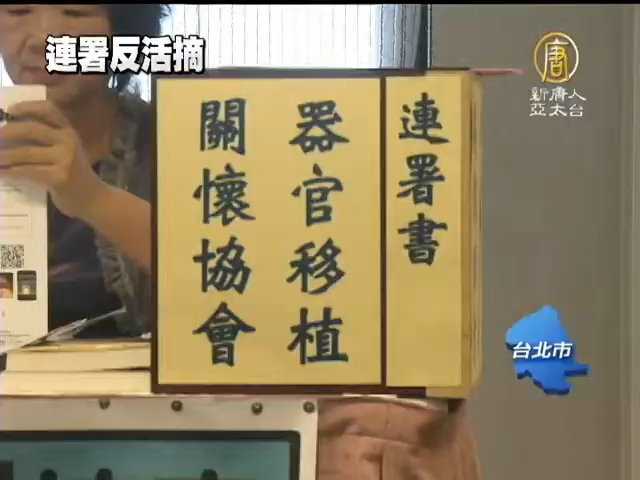 連署反活摘
新唐人
亞太台
連署書
器官移植
關懷協會
台北市